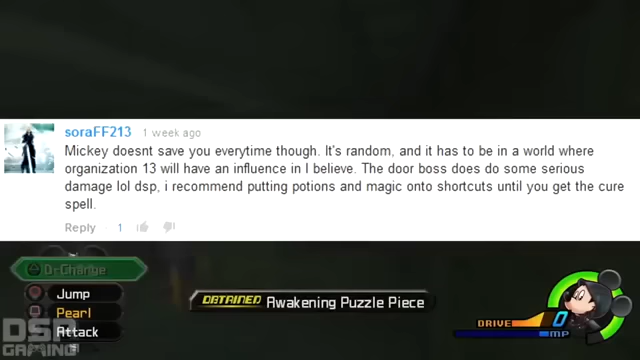 soraFF213 1 week ago
Mickey doesnt save you everytime though. It's random, and it has to be in a world where
organization 13 will have an influence in I believe. The door boss does do some serious
damage lol dsp, i recommend putting potions and magic onto shortcuts until you get the cure
spell.
Reply 1
D-Change
Jump
Pearl
OBTAINED Awakening Puzzle Piece
Attack
DRIVE 0
MP
DSP
GAMING